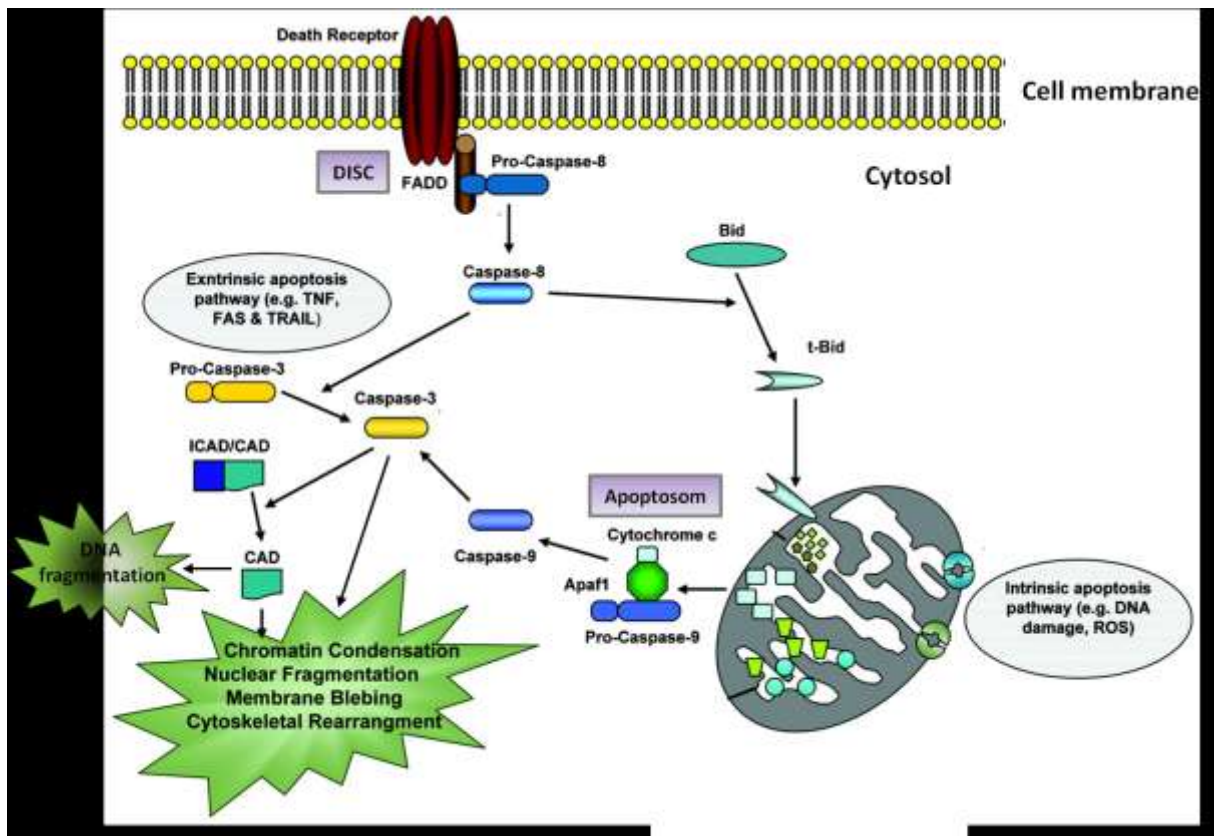 Death Receptor
Cell membrane
DISC
FADD
Pro-Caspase-8
Cytosol
Bid
Caspase-8
Exntrinsic apoptosis
pathway (e.g. TNF,
FAS & TRAIL)
t-Bid
Pro-Caspase-3
Caspase-3
ICAD/CAD
Apoptosom
Cytochrome c
Caspase-9
DNA
fragmentation
CAD
Apaf1
Pro-Caspase-9
Intrinsic apoptosis
pathway (e.g. DNA
damage, ROS)
Chromatin Condensation
Nuclear Fragmentation
Membrane Blebing
Cytoskeletal Rearrangment